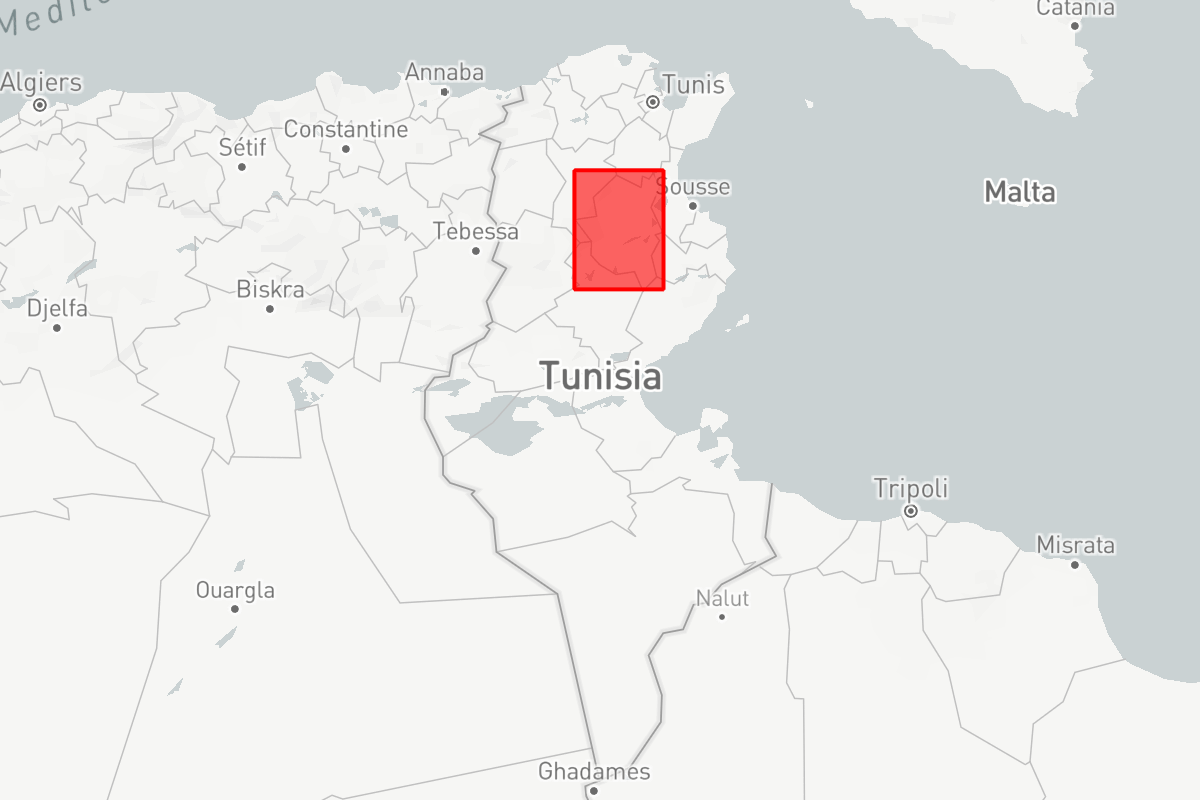 Catania
Medit
Algiers
Annaba
Tunis
Constantine
Sétif
Sousse
Malta
Tebessa
Biskra
Djelfa
Tunisia
Tripoli
Misrata
Ouargla
Nalut
Ghadames